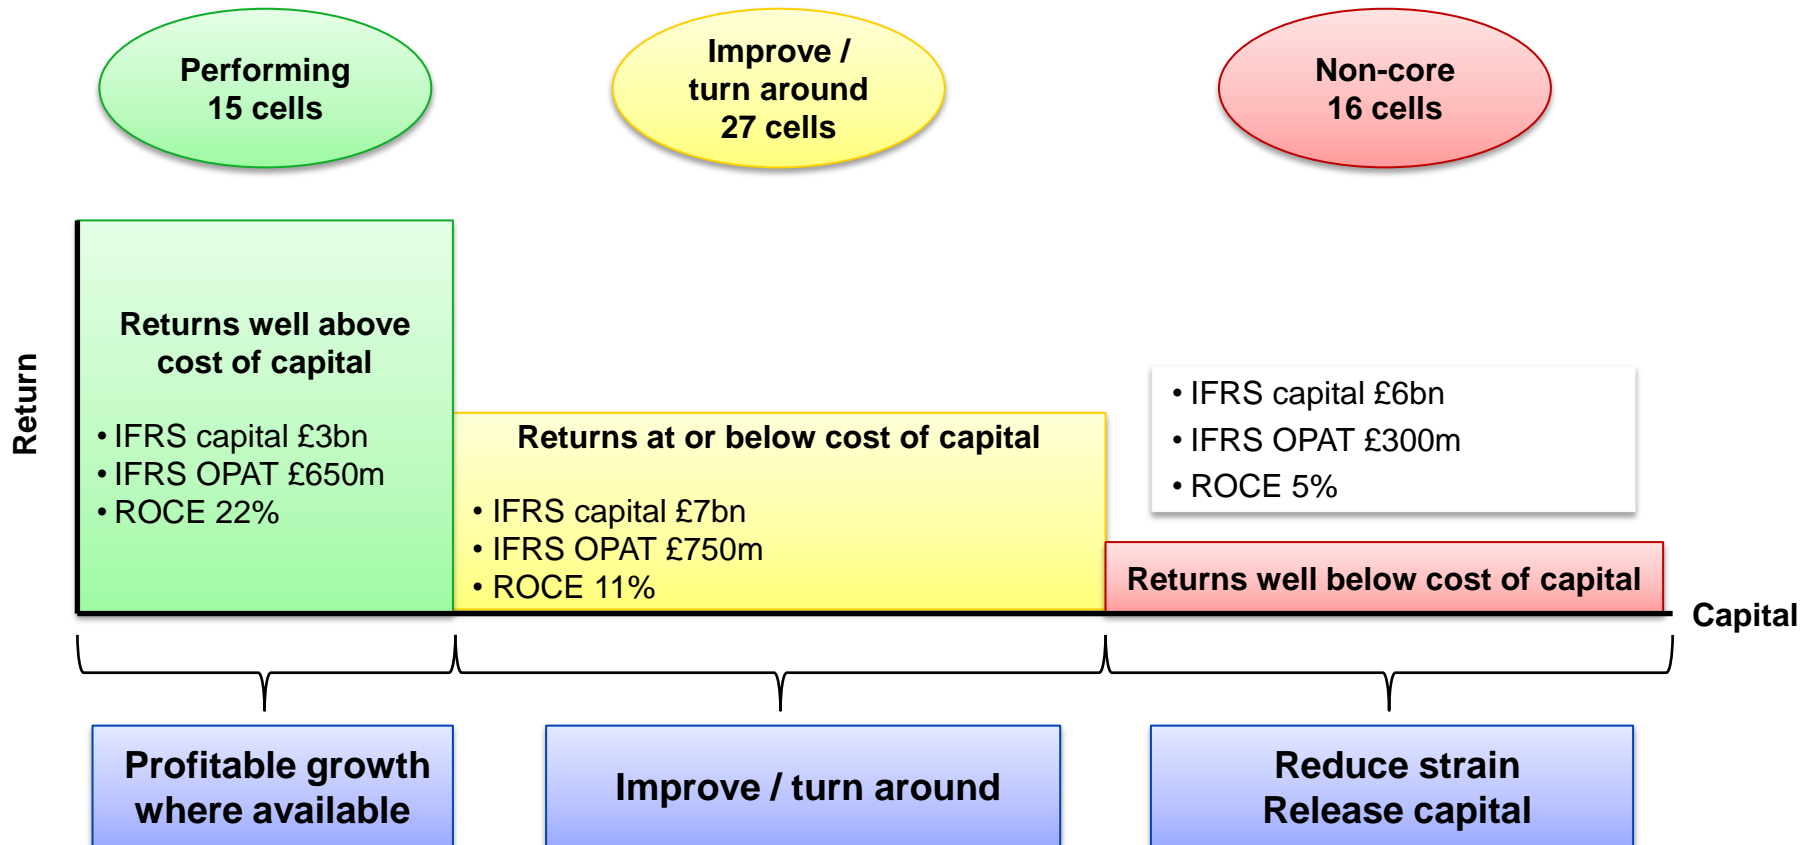 Performing
15 cells
Improve /
turn around
27 cells
Non-core
16 cells
Return
Returns well above
cost of capital
• IFRS capital £3bn
• IFRS OPAT £650m
• ROCE 22%
Returns at or below cost of capital
• IFRS capital £7bn
• IFRS OPAT £750m
• ROCE 11%
• IFRS capital £6bn
• IFRS OPAT £300m
• ROCE 5%
Returns well below cost of capital
Capital
Profitable growth
where available
Improve / turn around
Reduce strain
Release capital